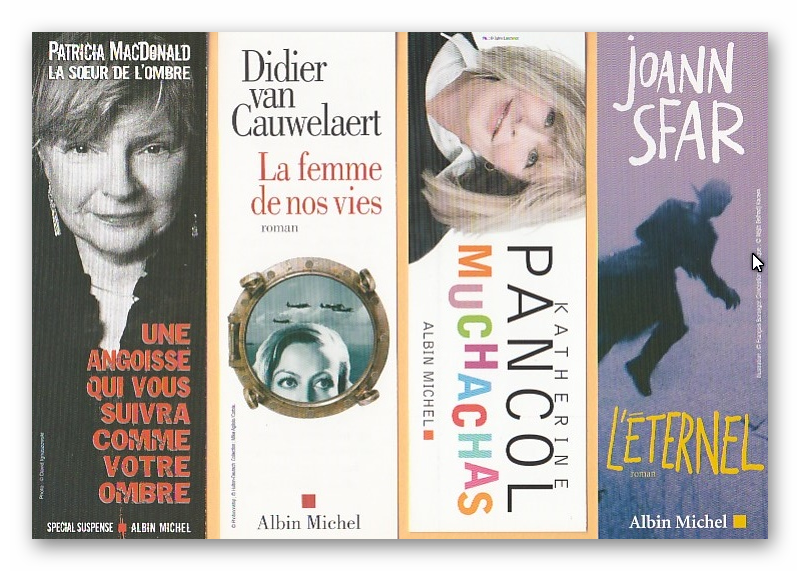 PATRICIA MACDONALD
LA SŒUR DE L'OMBRE
UNE
ANGOISSE
QUI VOUS
SUIVRA
COMME
VOTRE
OMBRE
SPECIAL SUSPENSE ALBIN MICHEL
Didier
van
Cauwelaert
La femme
de nos vies
roman
Albin Michel
KATHERINE
PANCOL
MUCHACHAS
ALBIN MICHEL
JOANN
SFAR
L'ÉTERNEL
roman
Albin Michel